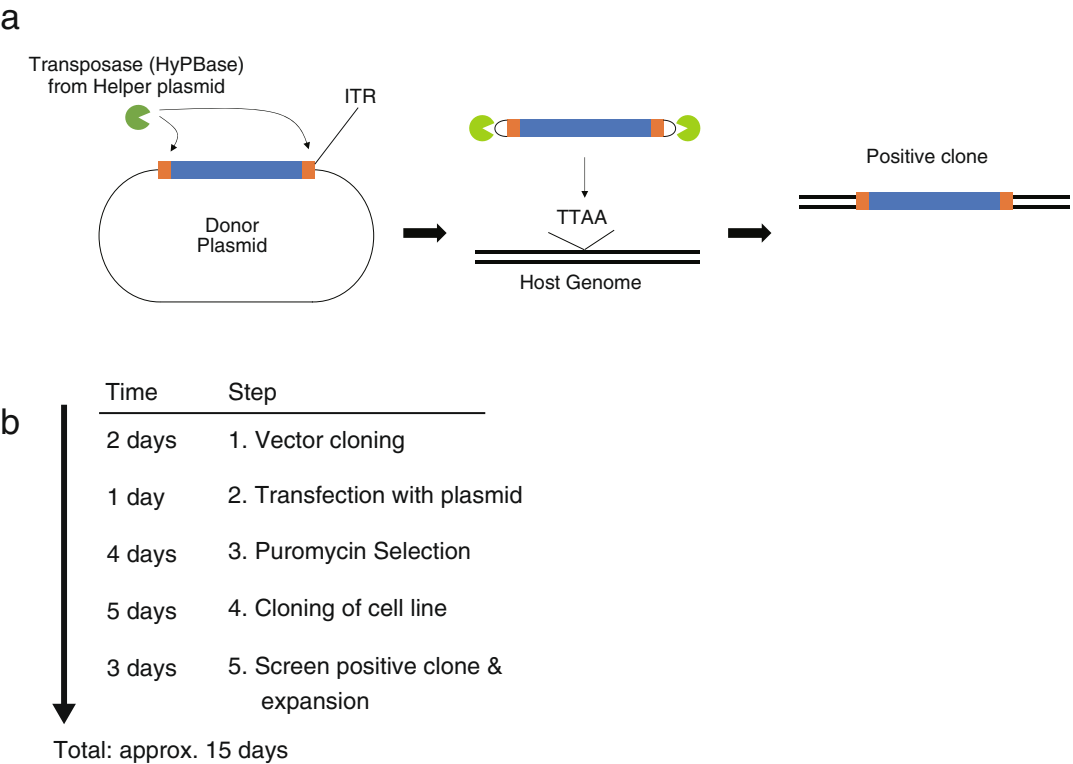 a
Transposase (HyPBase)
from Helper plasmid
ITR
Donor
Plasmid
TTAA
Host Genome
Positive clone
b
Time Step
2 days 1. Vector cloning
1 day 2. Transfection with plasmid
4 days 3. Puromycin Selection
5 days 4. Cloning of cell line
3 days 5. Screen positive clone &
expansion
Total: approx. 15 days